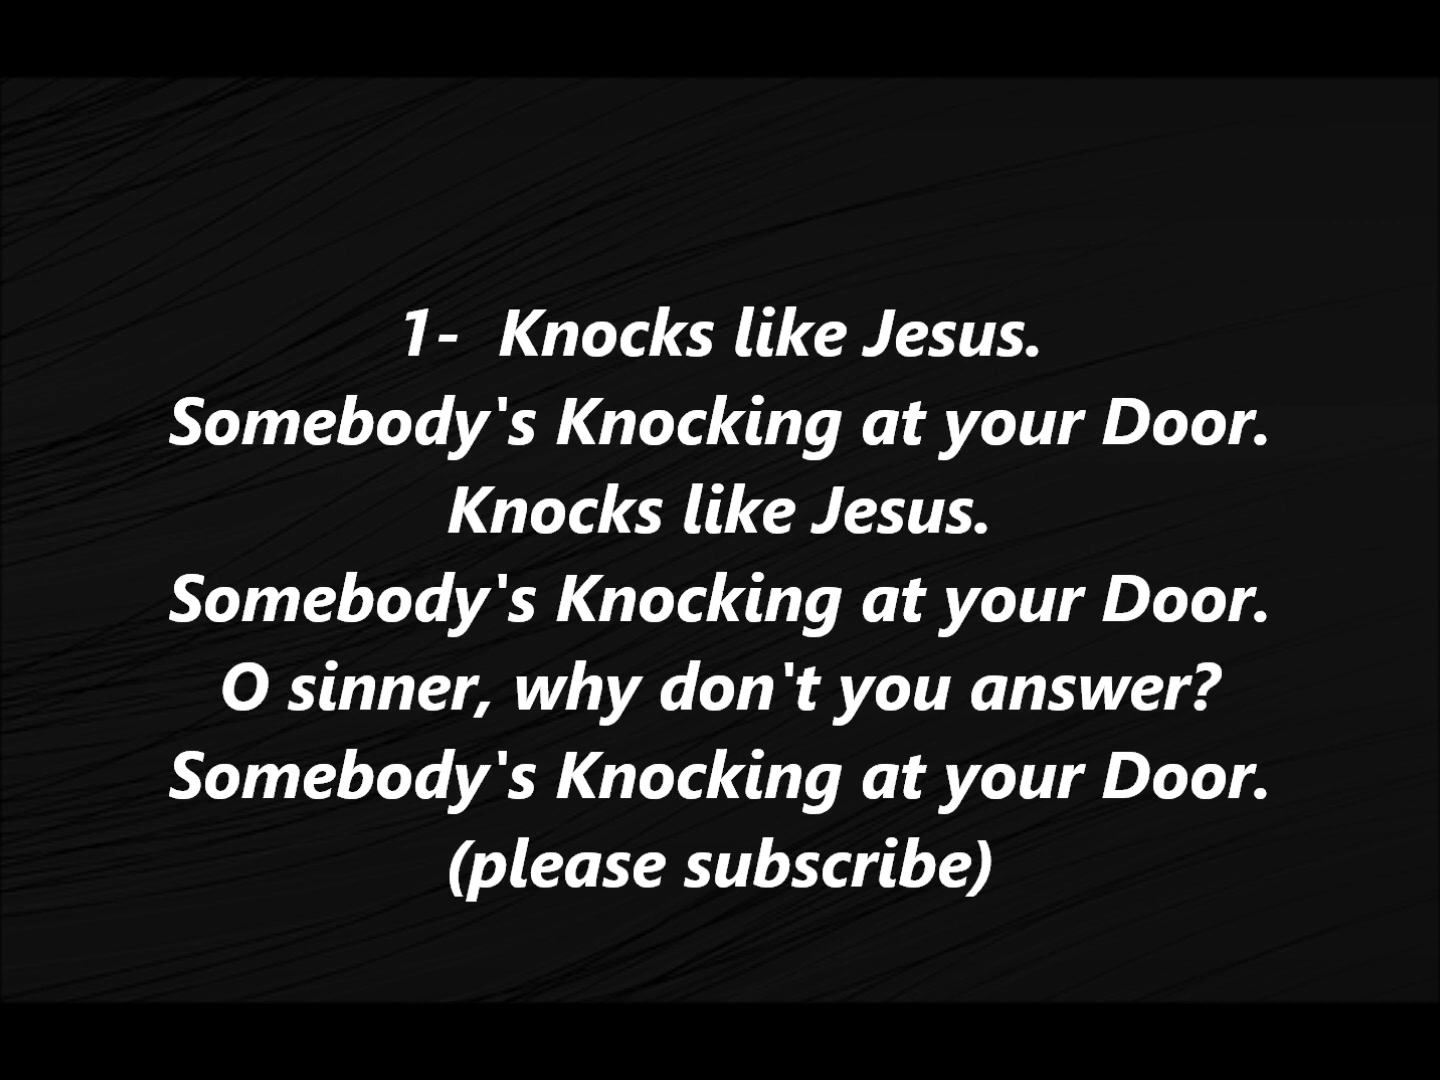 1-  Knocks like Jesus.
Somebody's Knocking at your Door.
Knocks like Jesus.
Somebody's Knocking at your Door.
O sinner, why don't you answer?
Somebody's Knocking at your Door.
(please subscribe)